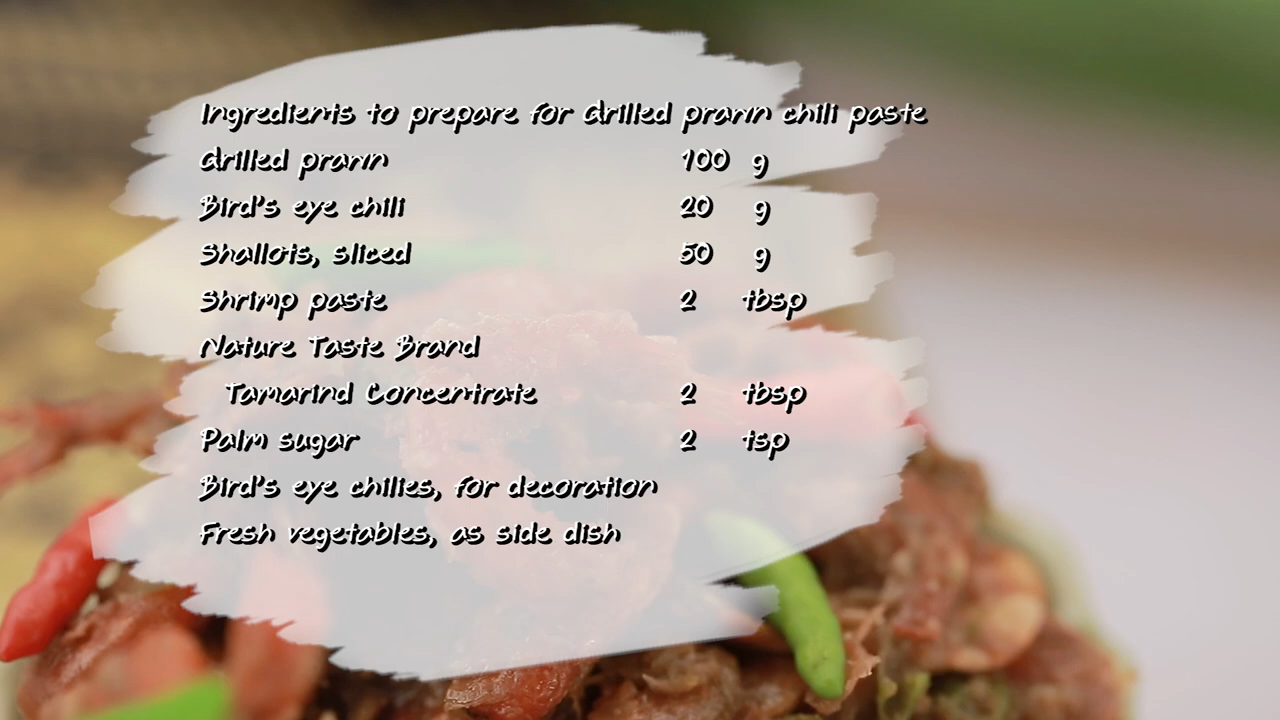 Ingredients to prepare for Grilled prawn chili paste
Grilled prawn 100 g
Bird's eye chili 20 g
Shallots, sliced 50 g
Shrimp paste 2 tbsp
Nature Taste Brand
Tamarind Concentrate 2 tbsp
Palm sugar 2 tsp
Bird's eye chilies, for decoration
Fresh vegetables, as side dish